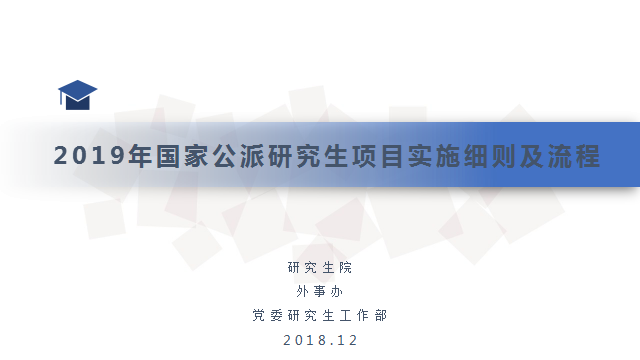 2019年国家公派研究生项目实施细则及流程
研究生院
外事办
党委研究生工作部
2018.12